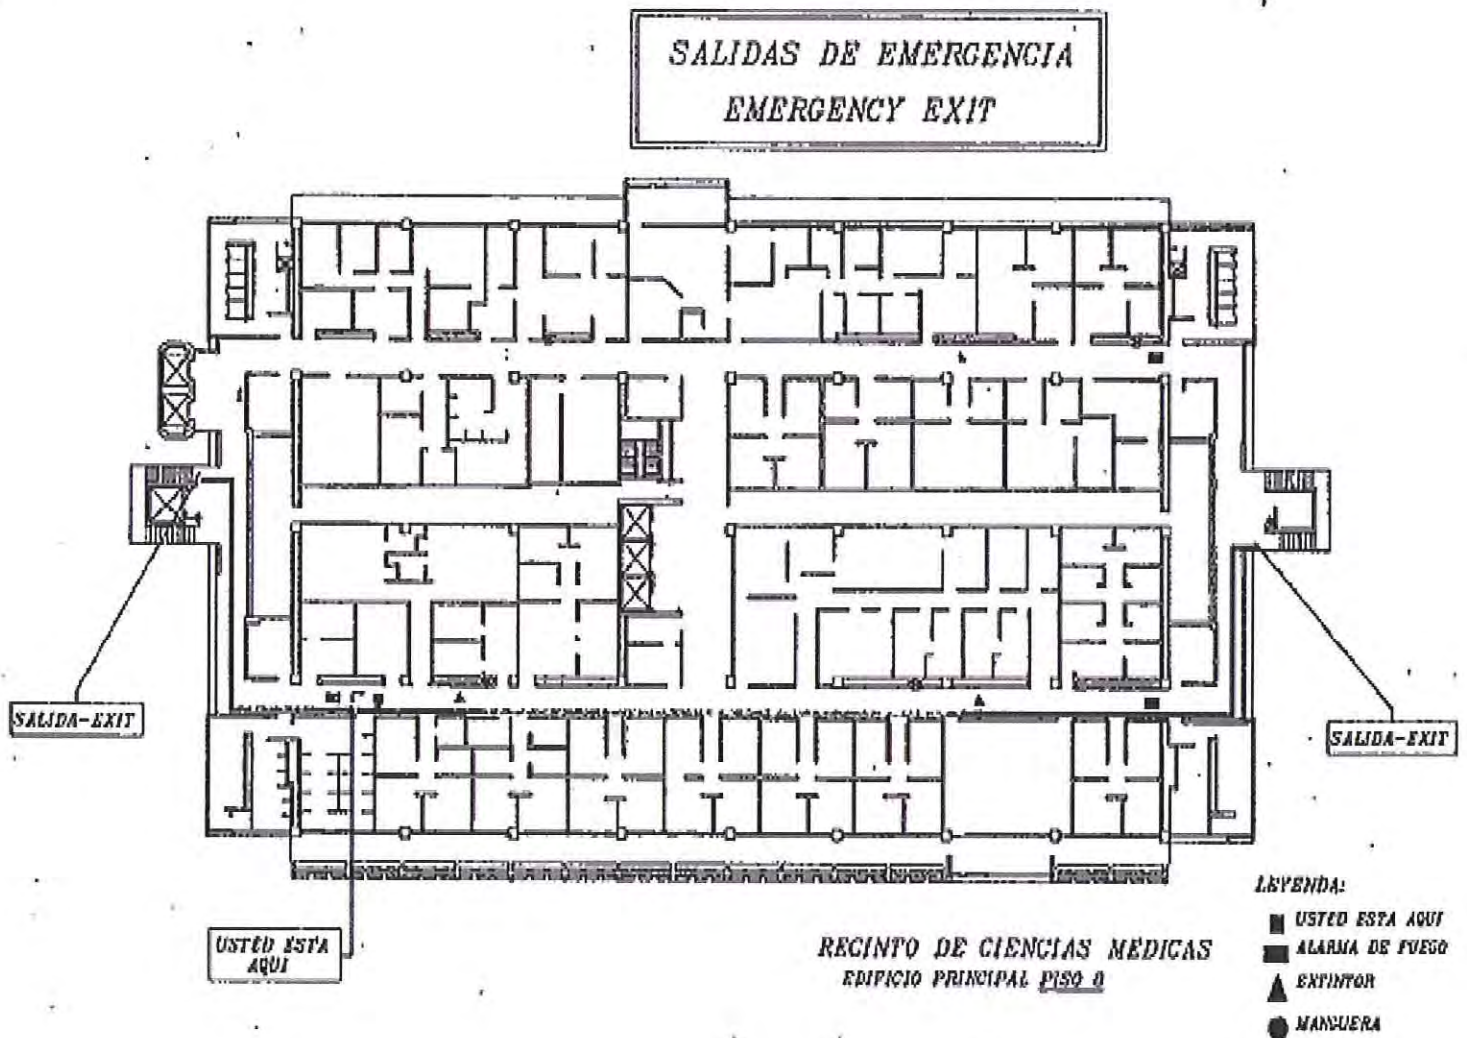 SALIDAS DE EMERGENCIA
EMERGENCY EXIT
SALIDA-EXIT
SALIDA-EXIT
USTED ESTA
AQUI
RECINTO DE CIENCIAS MEDICAS
EDIFICIO PRINCIPAL PISO
LEYENDA:
USTED ESTA AQUI
ALARMA DE FUEGO
EXTINTOR
MANGUERA